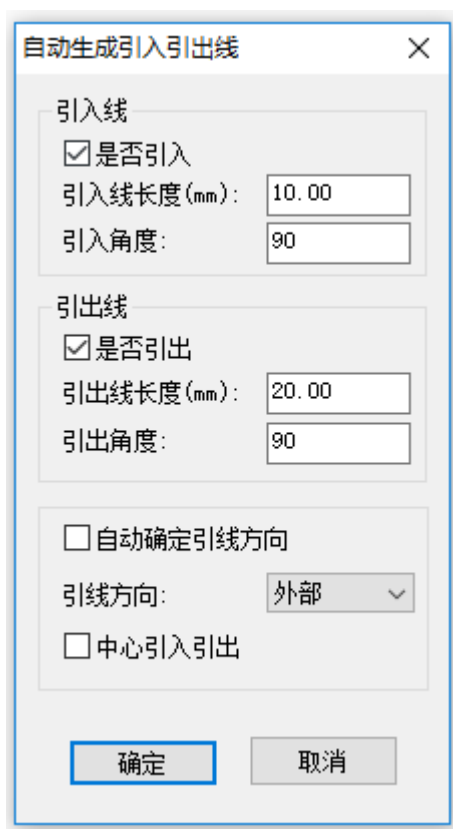 自动生成引入引出线
引入线
是否引入
引入线长度(mm): 10.00
引入角度: 90
引出线
是否引出
引出线长度(mm): 20.00
引出角度: 90
自动确定引线方向
引线方向: 外部
中心引入引出
确定 取消